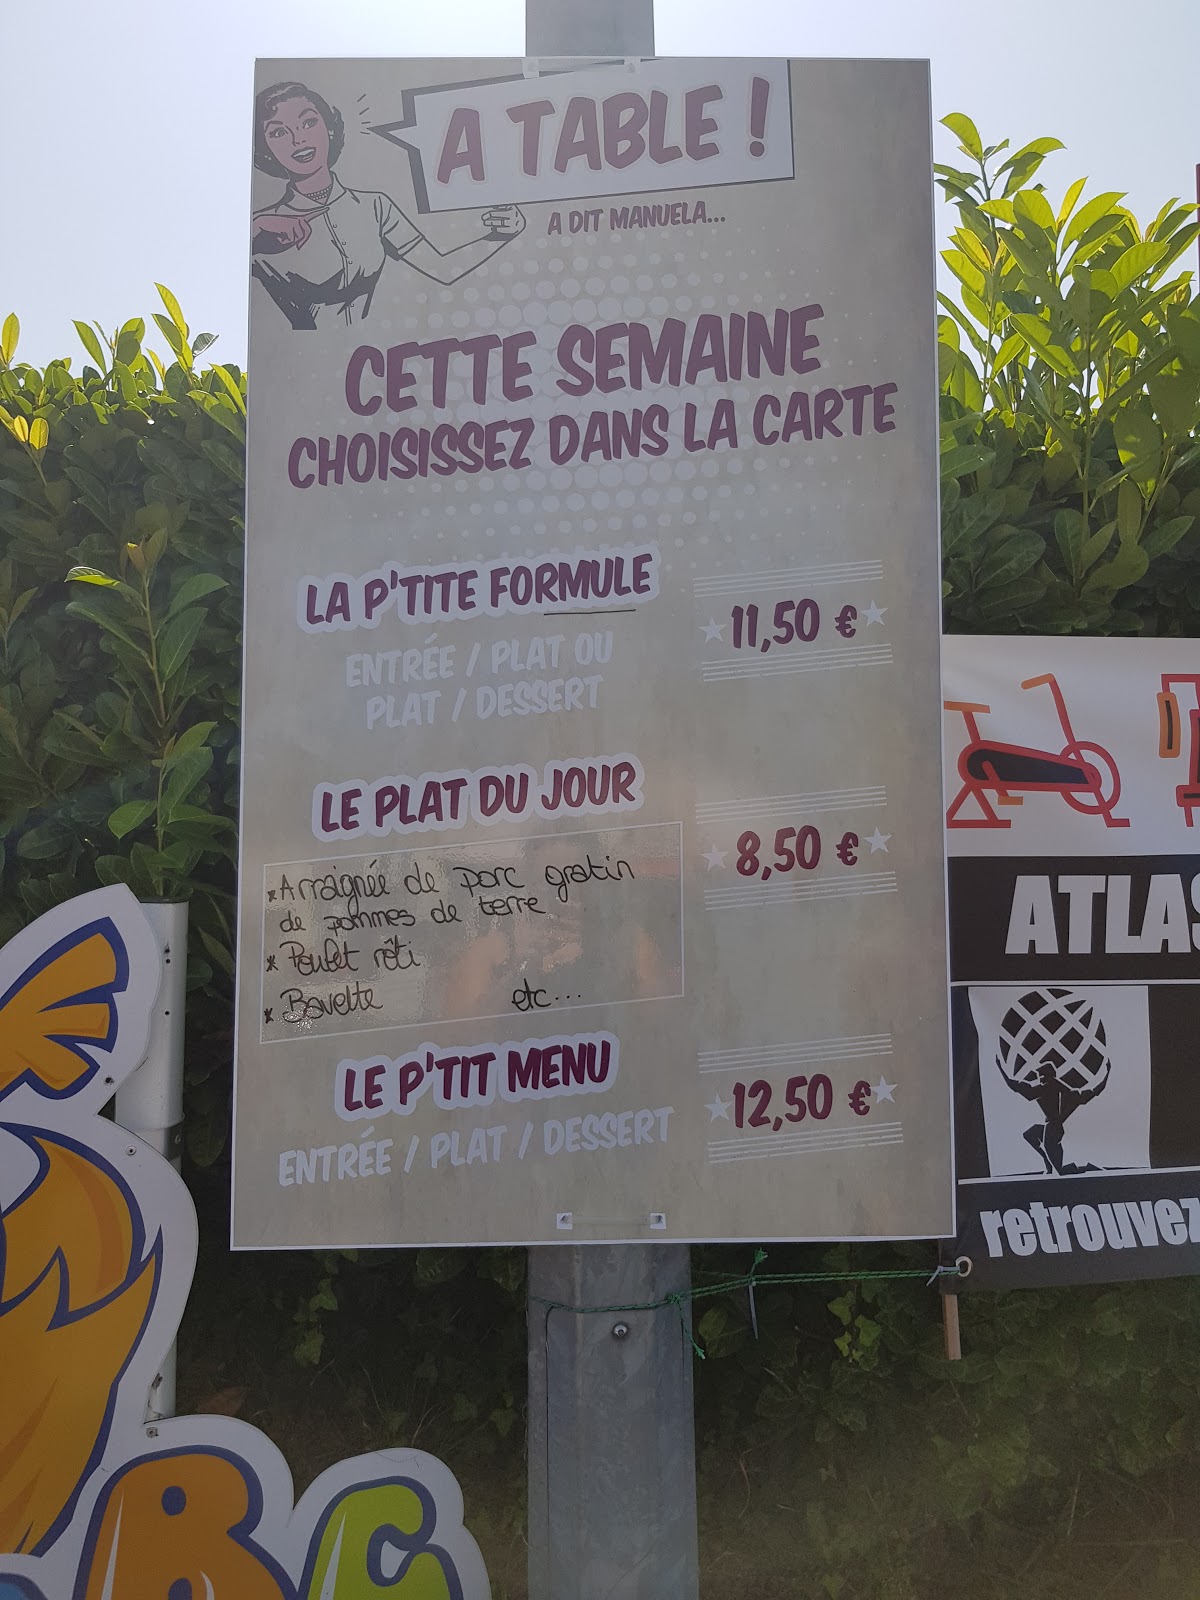 A TABLE !
A DIT MANUELA...
CETTE SEMAINE
CHOISISSEZ DANS LA CARTE
LA P'TITE FORMULE
11,50 €
ENTRÉE / PLAT OU
PLAT / DESSERT
LE PLAT DU JOUR
8,50 €
*Arraignée de porc gratin
de pommes de terre
* Poulet rôti
* Bavette etc...
LE P'TIT MENU
12,50 €
ENTRÉE / PLAT / DESSERT
ATLAS
retrouvez
BC